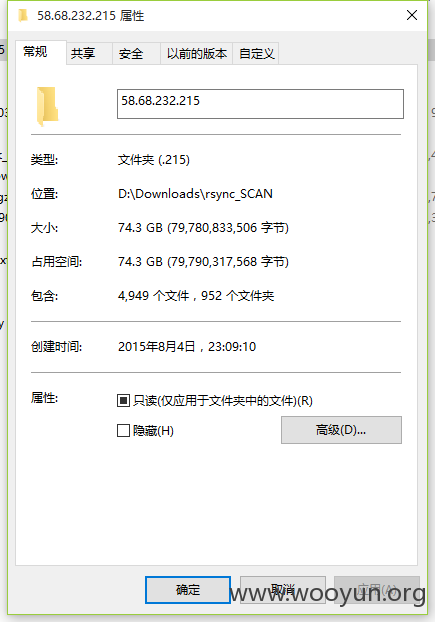 58.68.232.215 属性
常规 共享 安全 以前的版本 自定义
58.68.232.215
类型: 文件夹 (.215)
位置: D:\Downloads\rsync_SCAN
大小: 74.3 GB (79,780,833,506 字节)
占用空间: 74.3 GB (79,790,317,568 字节)
包含: 4,949 个文件，952 个文件夹
创建时间: 2015年8月4日，23:09:10
属性: 只读(仅应用于文件夹中的文件)(R)
隐藏(H) 高级(D)...
确定 取消 应用(A)
www.wooyun.org